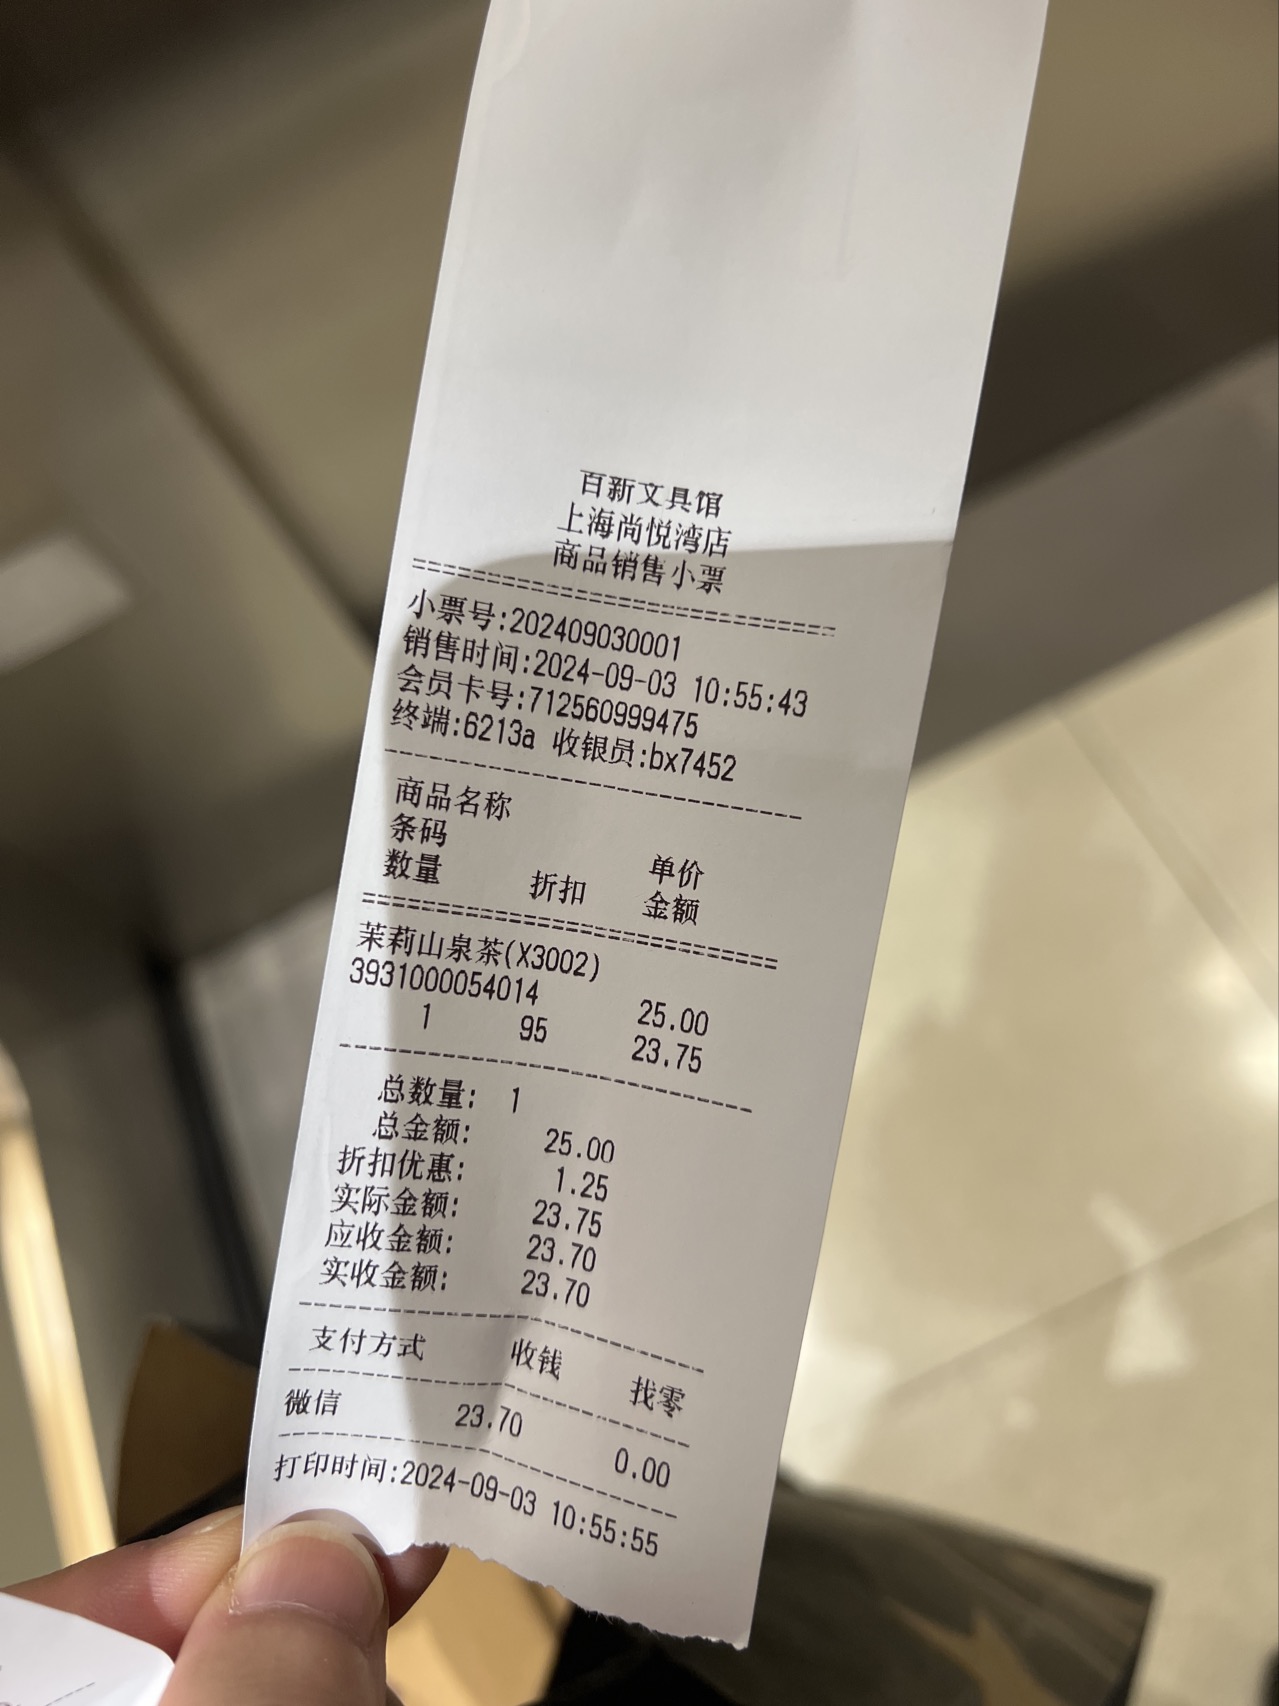 百新文具馆
上海尚悦湾店
商品销售小票
小票号:202409030001
销售时间:2024-09-03 10:55:43
会员卡号:712560999475
终端:6213a 收银员:bx7452
商品名称
条码 单价
数量 折扣 金额
茉莉山泉茶(X3002)
3931000054014 25.00
1 95 23.75
总数量: 1
总金额: 25.00
折扣优惠: 1.25
实际金额: 23.75
应收金额: 23.70
实收金额: 23.70
支付方式 收钱 找零
微信 23.70 0.00
打印时间:2024-09-03 10:55:55